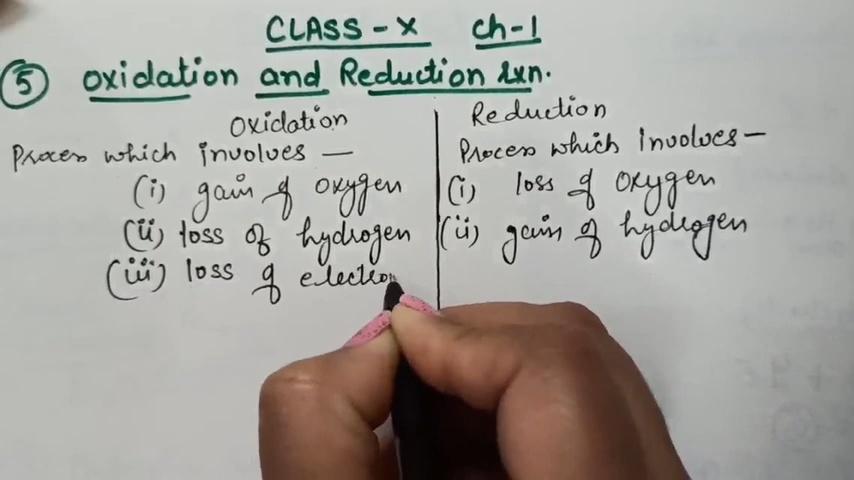 CLASS - X Ch-1
(5) Oxidation and Reduction rxn.
Oxidation
Process which involves —
(i) gain of oxygen
(ii) loss of hydrogen
(iii) loss of electron
Reduction
Process which involves —
(i) loss of oxygen
(ii) gain of hydrogen